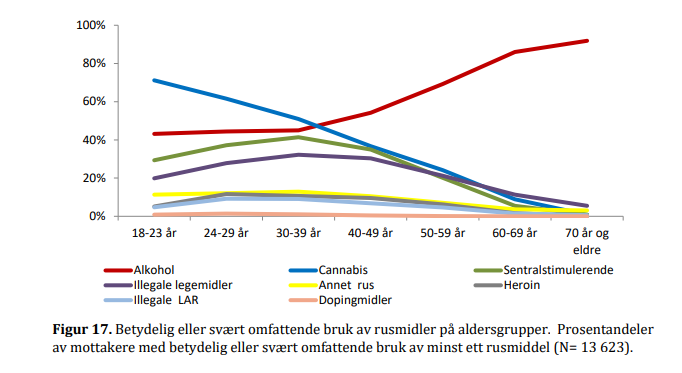 100%
80%
60%
40%
20%
0%
18-23 år 24-29 år 30-39 år 40-49 år 50-59 år 60-69 år 70 år og
eldre
Alkohol Cannabis Sentralstimulerende
Illegale legemidler Annet rus Heroin
Illegale LAR Dopingmidler
Figur 17. Betydelig eller svært omfattende bruk av rusmidler på aldersgrupper. Prosentandeler
av mottakere med betydelig eller svært omfattende bruk av minst ett rusmiddel (N= 13 623).